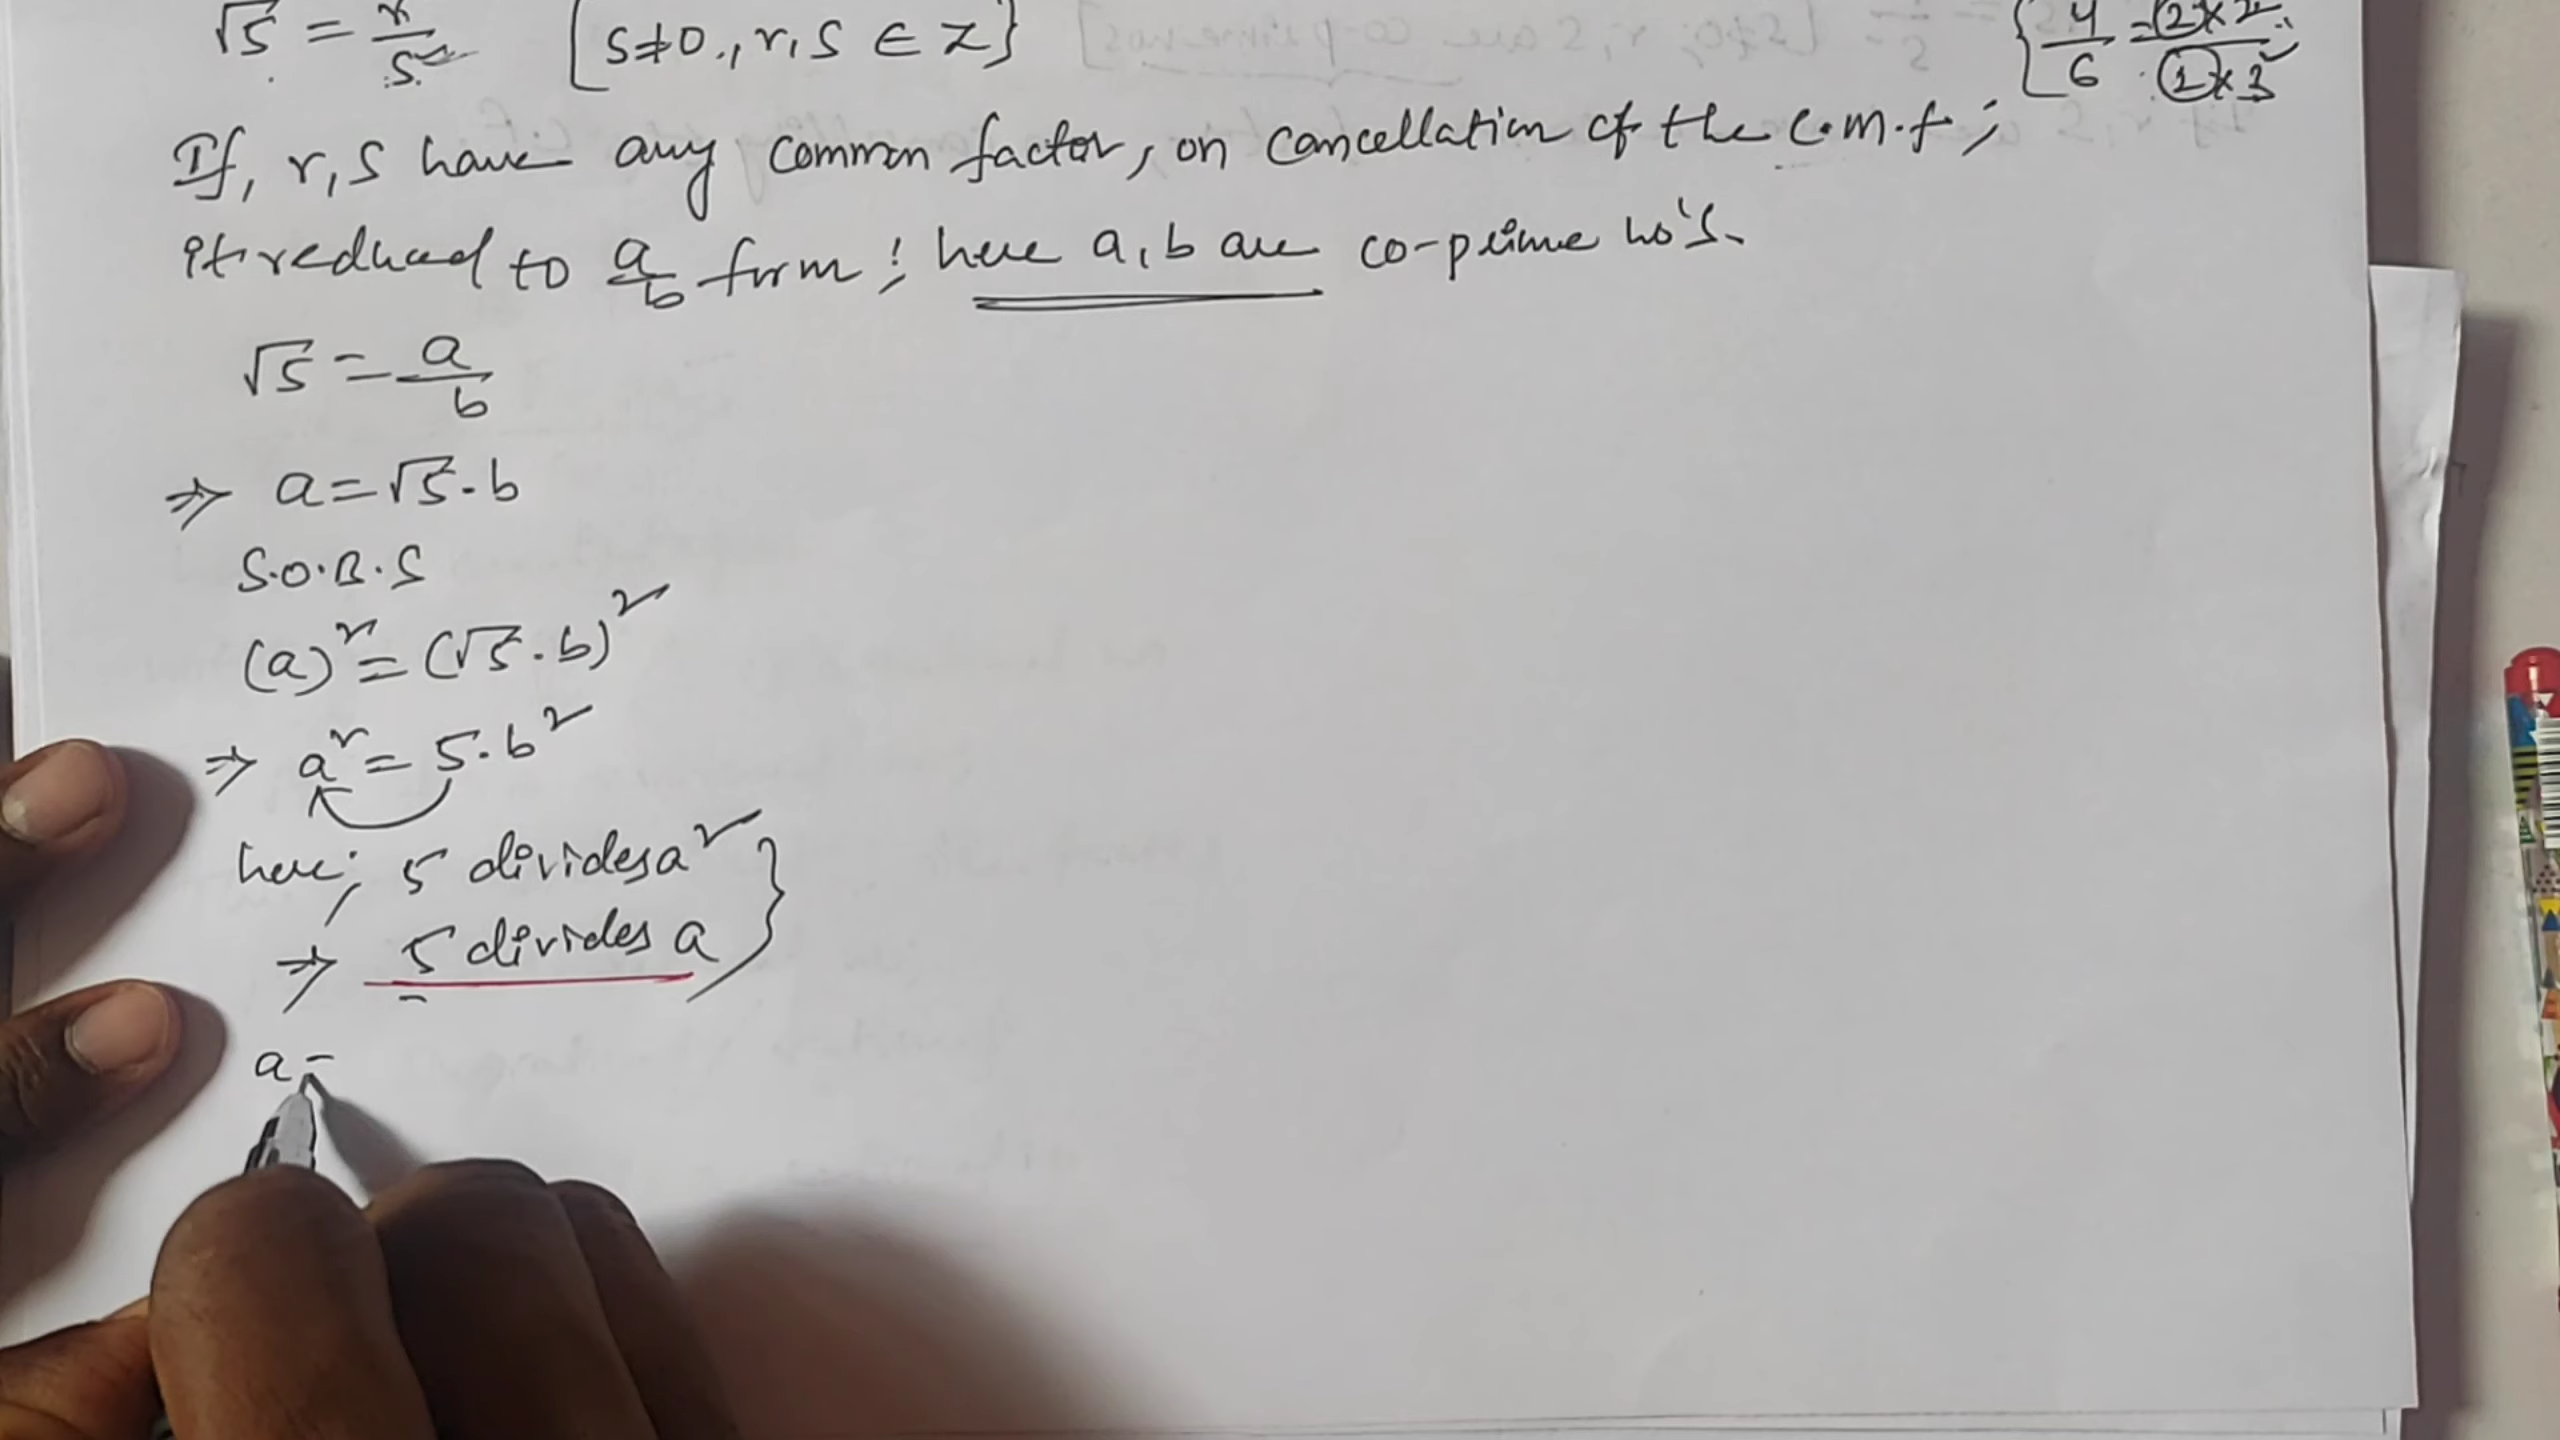 √5 = r/s [s≠0., r,s ∈ Z]
{4/6 = 2×2/2×3
If, r,s have any common factor, on cancellation of the c.m.f;
it reduced to a/b form; here a,b are co-prime no's.
√5 = a/b
⇒ a = √5.b
S.O.B.S
(a)² = (√5.b)²
⇒ a² = 5.b²
here; 5 divides a²
⇒ 5 divides a
a =